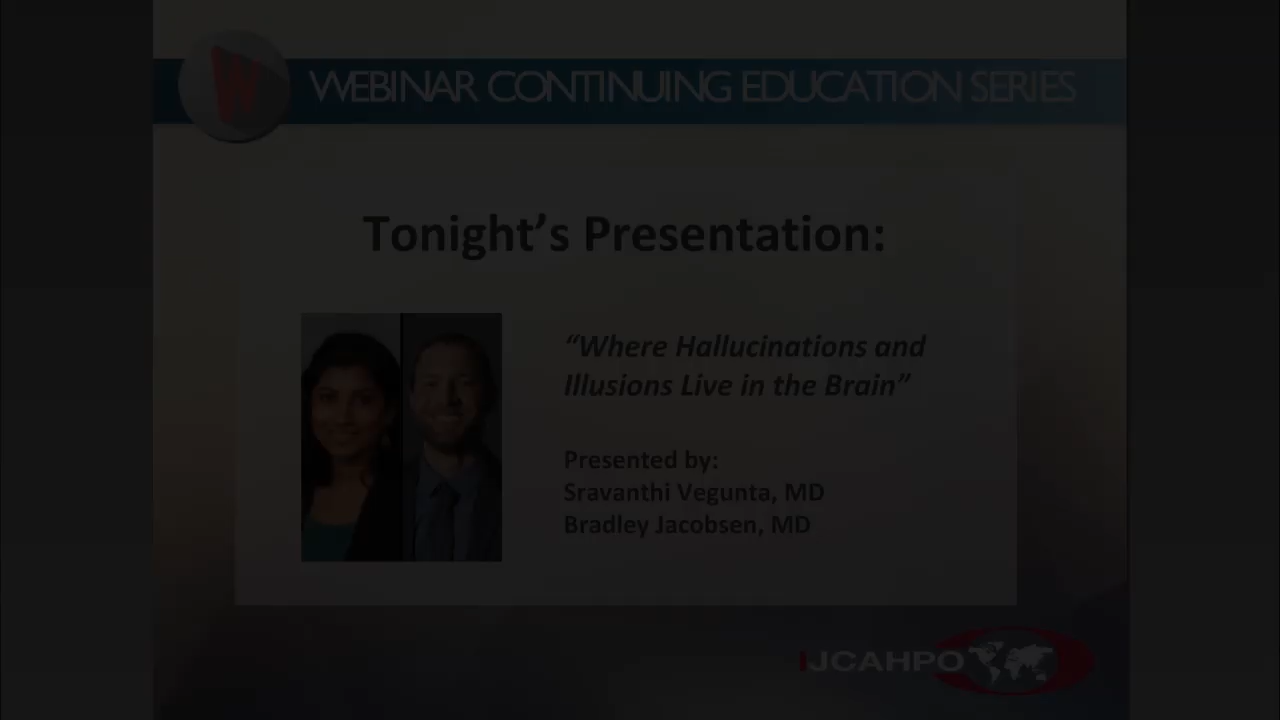 W
WEBINAR CONTINUING EDUCATION SERIES
Tonight’s Presentation:
“Where Hallucinations and
Illusions Live in the Brain”
Presented by:
Sravanthi Vegunta, MD
Bradley Jacobsen, MD
IJCAHPO